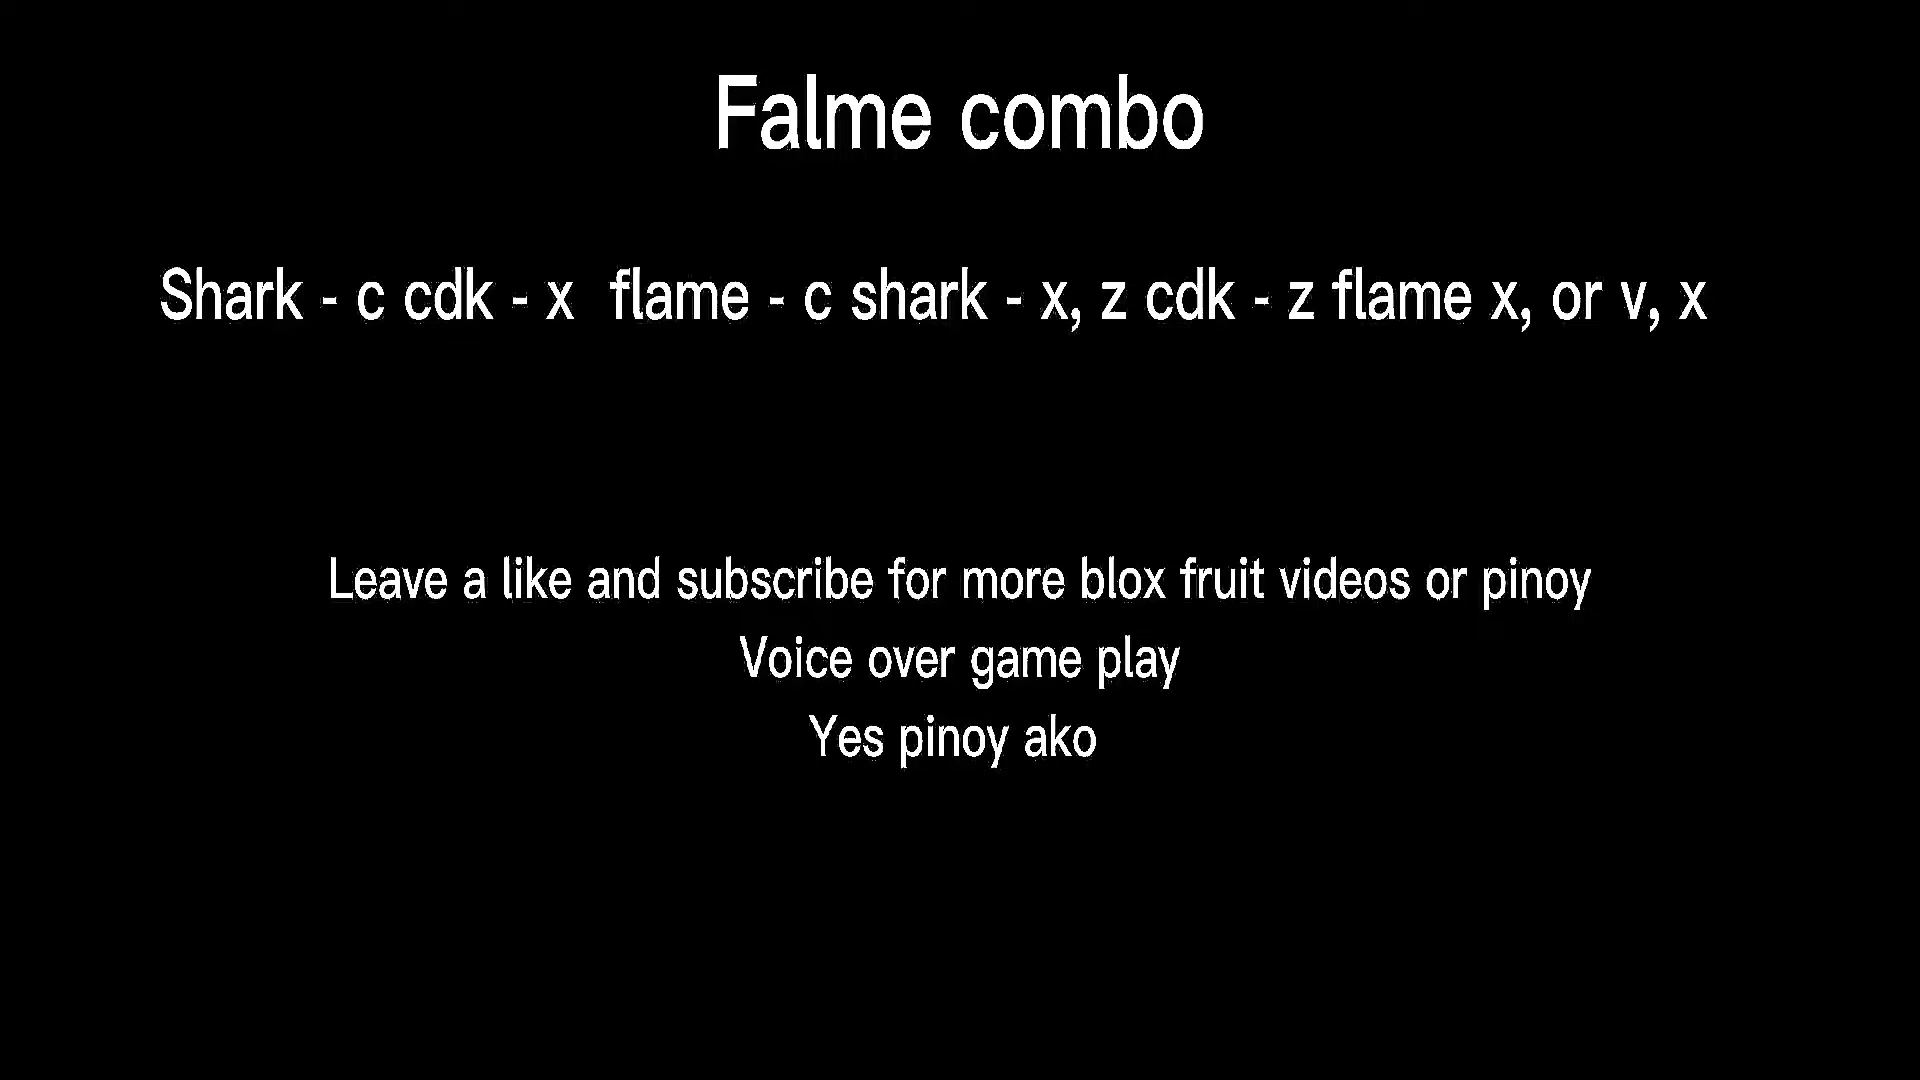 Falme combo
Shark - c cdk - x  flame - c shark - x, z cdk - z flame x, or v, x
Leave a like and subscribe for more blox fruit videos or pinoy
Voice over game play
Yes pinoy ako